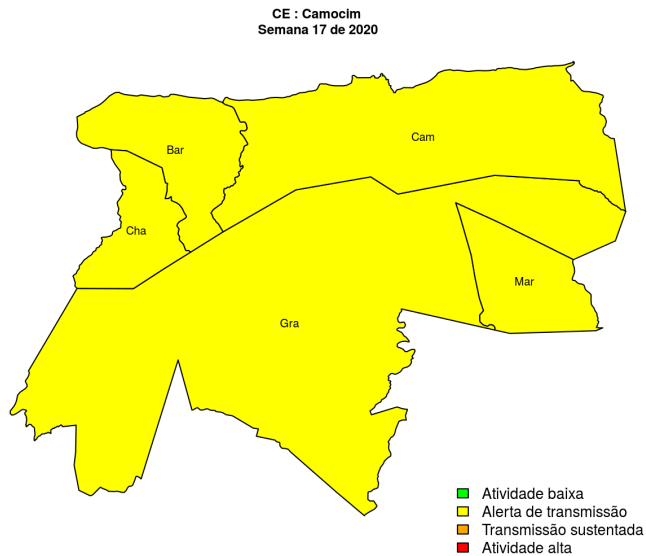 CE : Camocim
Semana 17 de 2020
Bar
Cam
Cha
Mar
Gra
Atividade baixa
Alerta de transmissão
Transmissão sustentada
Atividade alta